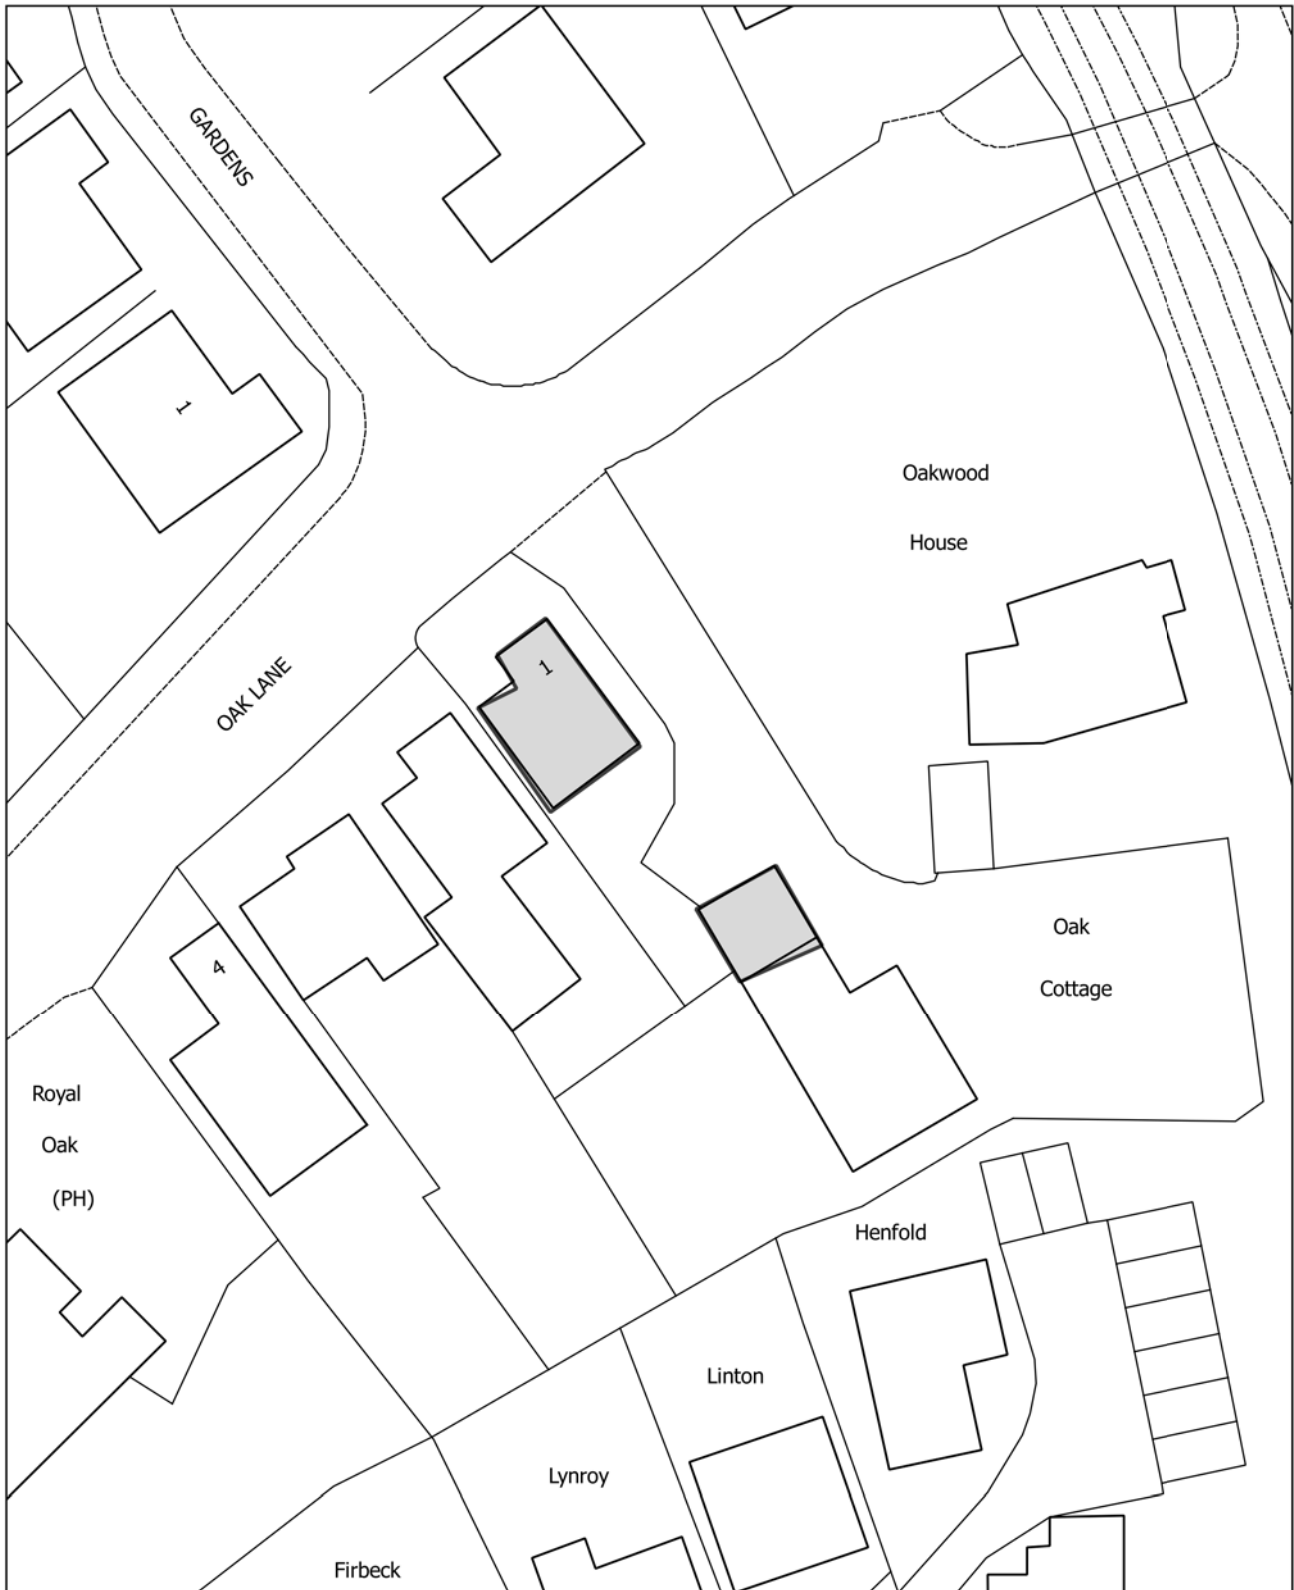 GARDENS
1
Oakwood
House
1
OAK LANE
Oak
Cottage
4
Royal
Oak
(PH)
Henfold
Linton
Lynroy
Firbeck